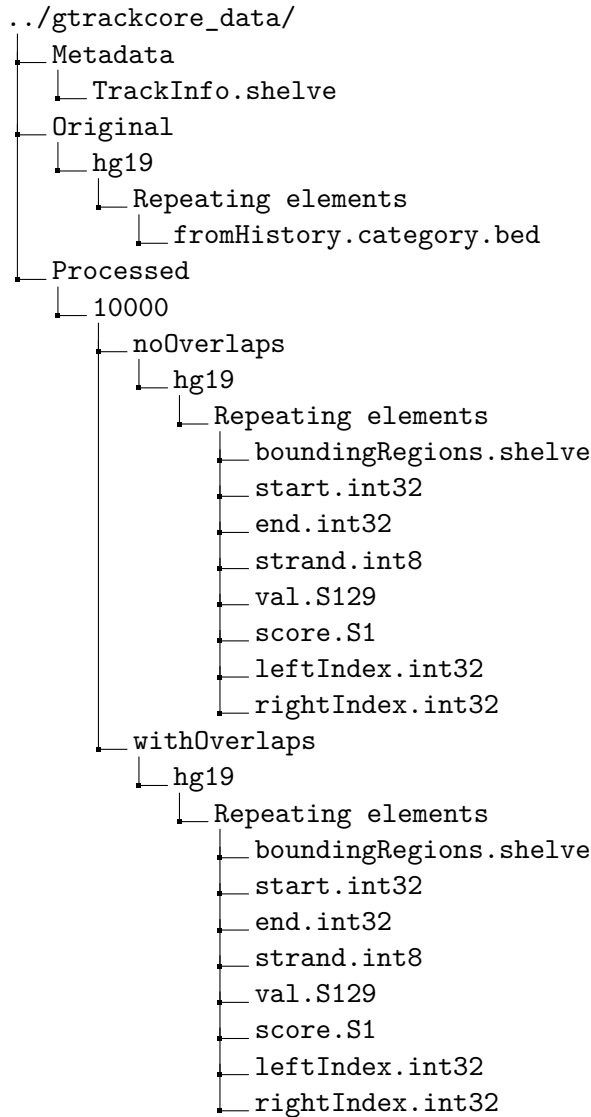 ../gtrackcore_data/
Metadata
TrackInfo.shelve
Original
hg19
Repeating elements
fromHistory.category.bed
Processed
10000
noOverlaps
hg19
Repeating elements
boundingRegions.shelve
start.int32
end.int32
strand.int8
val.S129
score.S1
leftIndex.int32
rightIndex.int32
withOverlaps
hg19
Repeating elements
boundingRegions.shelve
start.int32
end.int32
strand.int8
val.S129
score.S1
leftIndex.int32
rightIndex.int32